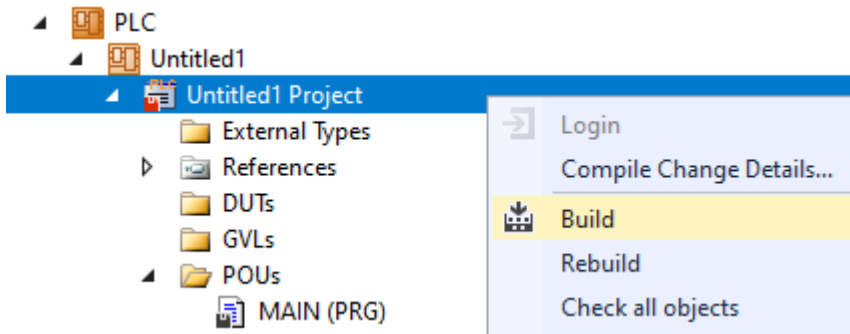 PLC
Untitled1
Untitled1 Project
External Types
References
DUTs
GVLs
POUs
MAIN (PRG)
Login
Compile Change Details...
Build
Rebuild
Check all objects